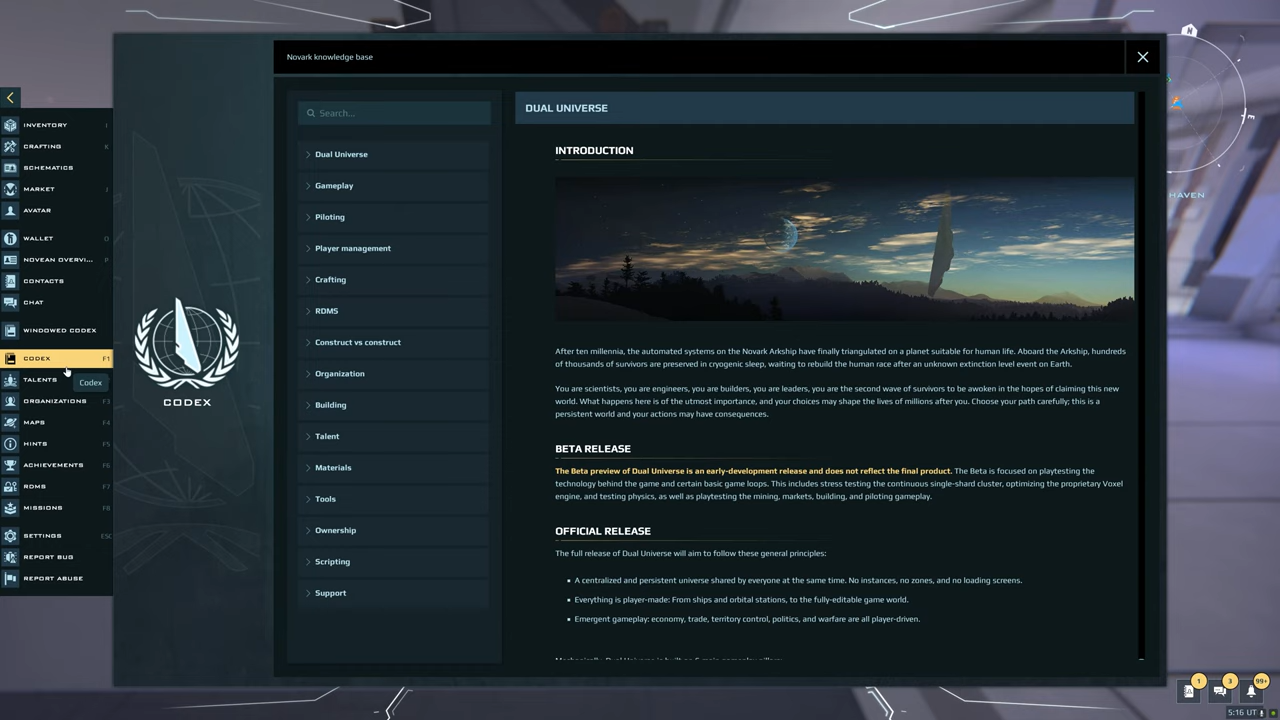 Novark knowledge base
INVENTORY I
CRAFTING K
SCHEMATICS
MARKET J
AVATAR
WALLET O
NOVEAN OVERVI... P
CONTACTS
CHAT
WINDOWED CODEX
CODEX F1
TALENTS
Codex
ORGANIZATIONS F3
MAPS F4
HINTS F5
ACHIEVEMENTS F6
RDMS F7
MISSIONS F8
SETTINGS ESC
REPORT BUG
REPORT ABUSE
CODEX
Search...
Dual Universe
Gameplay
Piloting
Player management
Crafting
RDMS
Construct vs construct
Organization
Building
Talent
Materials
Tools
Ownership
Scripting
Support
DUAL UNIVERSE
INTRODUCTION
After ten millennia, the automated systems on the Novark Arkship have finally triangulated on a planet suitable for human life. Aboard the Arkship, hundreds
of thousands of survivors are preserved in cryogenic sleep, waiting to rebuild the human race after an unknown extinction level event on Earth.
You are scientists, you are engineers, you are builders, you are leaders, you are the second wave of survivors to be awoken in the hopes of claiming this new
world. What happens here is of the utmost importance, and your choices may shape the lives of millions after you. Choose your path carefully; this is a
persistent world and your actions may have consequences.
BETA RELEASE
The Beta preview of Dual Universe is an early-development release and does not reflect the final product. The Beta is focused on playtesting the
technology behind the game and certain basic game loops. This includes stress testing the continuous single-shard cluster, optimizing the proprietary Voxel
engine, and testing physics, as well as playtesting the mining, markets, building, and piloting gameplay.
OFFICIAL RELEASE
The full release of Dual Universe will aim to follow these general principles:
A centralized and persistent universe shared by everyone at the same time. No instances, no zones, and no loading screens.
Everything is player-made: From ships and orbital stations, to the fully-editable game world.
Emergent gameplay: economy, trade, territory control, politics, and warfare are all player-driven.
N
E
HAVEN
1
3
99+
5:16 UT